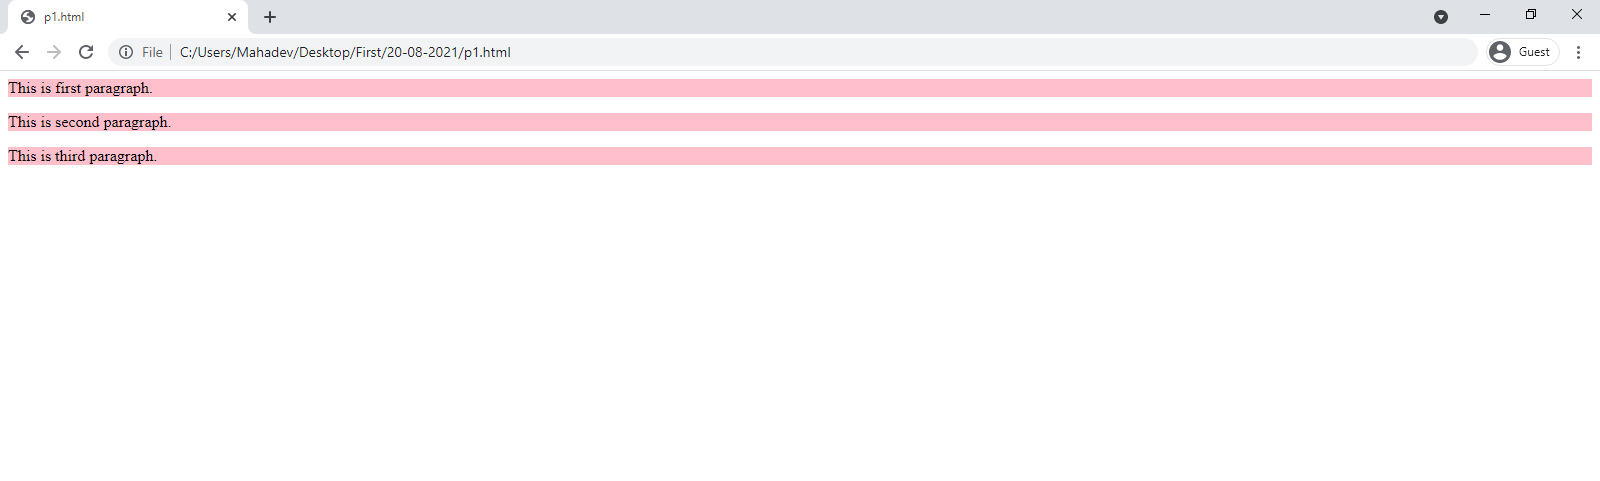 p1.html
File C:/Users/Mahadev/Desktop/First/20-08-2021/p1.html Guest
This is first paragraph.
This is second paragraph.
This is third paragraph.